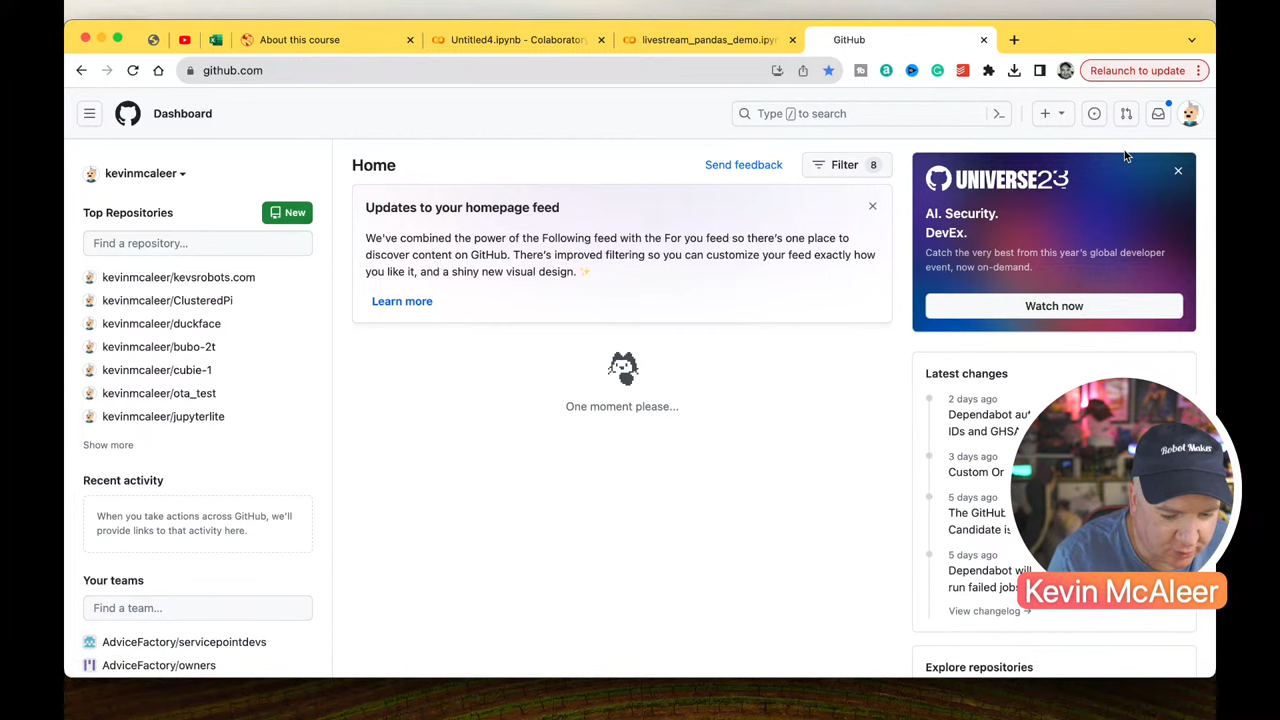 About this course
Untitled4.ipynb - Colaborator
livestream_pandas_demo.ipyn
GitHub
github.com
Relaunch to update
Dashboard
Type / to search
kevinmcaleer
Top Repositories
New
Find a repository...
kevinmcaleer/kevsrobots.com
kevinmcaleer/ClusteredPi
kevinmcaleer/duckface
kevinmcaleer/bubo-2t
kevinmcaleer/cubie-1
kevinmcaleer/ota_test
kevinmcaleer/jupyterlite
Show more
Recent activity
When you take actions across GitHub, we'll
provide links to that activity here.
Your teams
Find a team...
AdviceFactory/servicepointdevs
AdviceFactory/owners
Home
Send feedback
Filter 8
Updates to your homepage feed
We've combined the power of the Following feed with the For you feed so there's one place to
discover content on GitHub. There's improved filtering so you can customize your feed exactly how
you like it, and a shiny new visual design. ✨
Learn more
One moment please...
UNIVERSE23
AI. Security.
DevEx.
Catch the very best from this year's global developer
event, now on-demand.
Watch now
Latest changes
2 days ago
Dependabot au
IDs and GHSA
3 days ago
Custom Or
5 days ago
The GitHub
Candidate is
5 days ago
Dependabot will
run failed jobs
View changelog →
Explore repositories
Robot Maker
Kevin McAleer